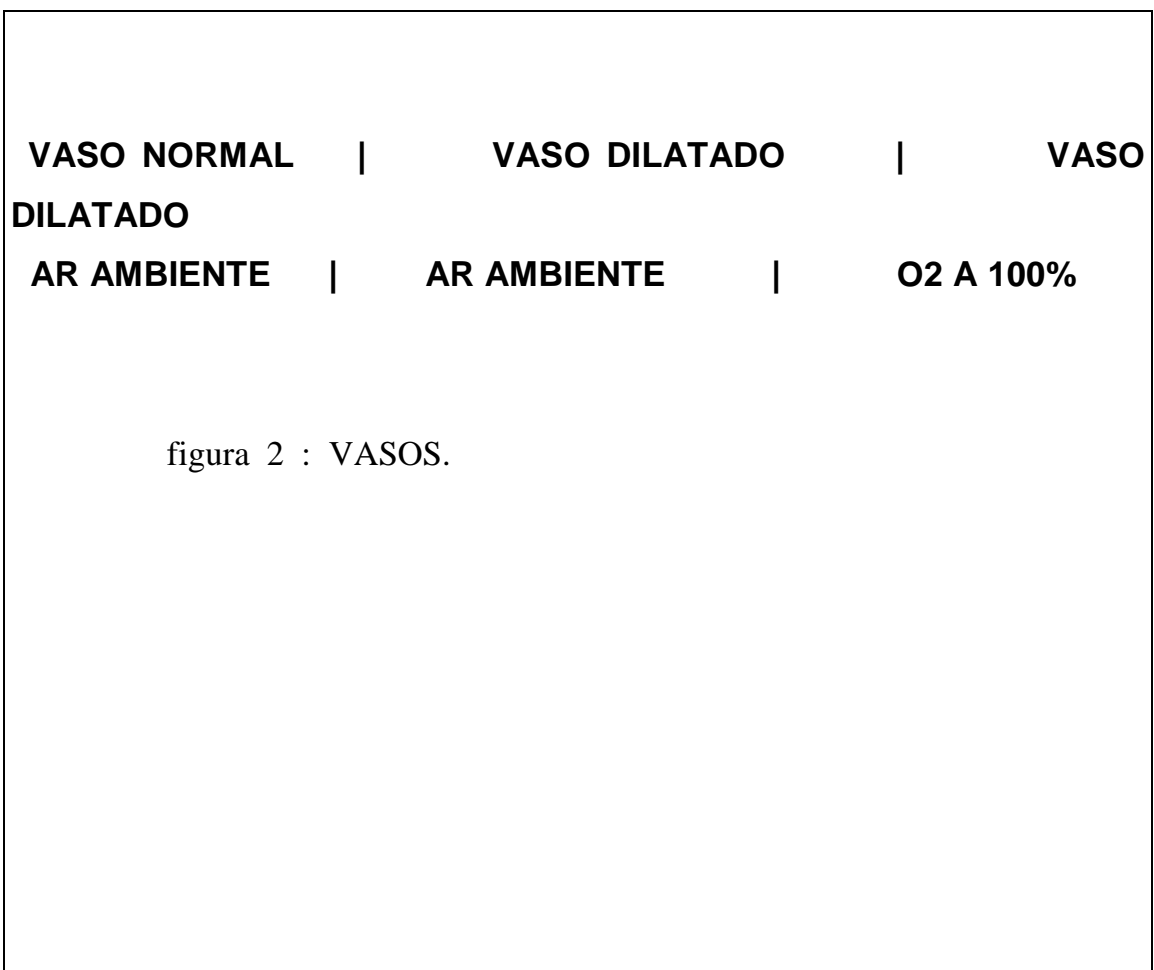 VASO NORMAL | VASO DILATADO | VASO
DILATADO
AR AMBIENTE | AR AMBIENTE | O2 A 100%
figura 2 : VASOS.